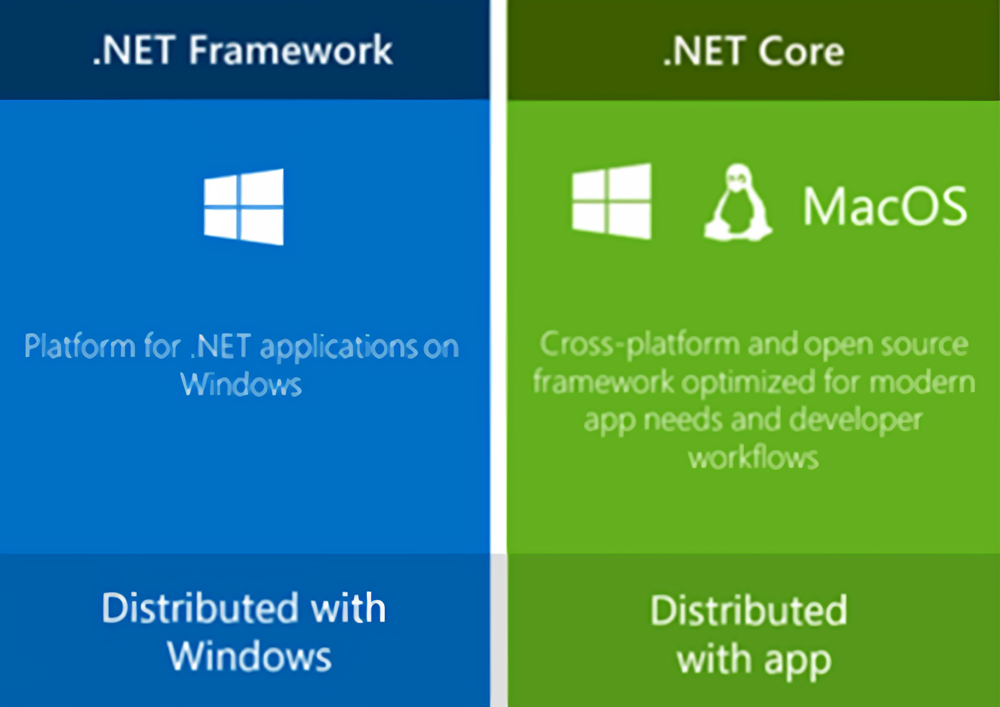 .NET Framework
Platform for .NET applications on
Windows
Distributed with
Windows
.NET Core
MacOS
Cross-platform and open source
framework optimized for modern
app needs and developer
workflows
Distributed
with app